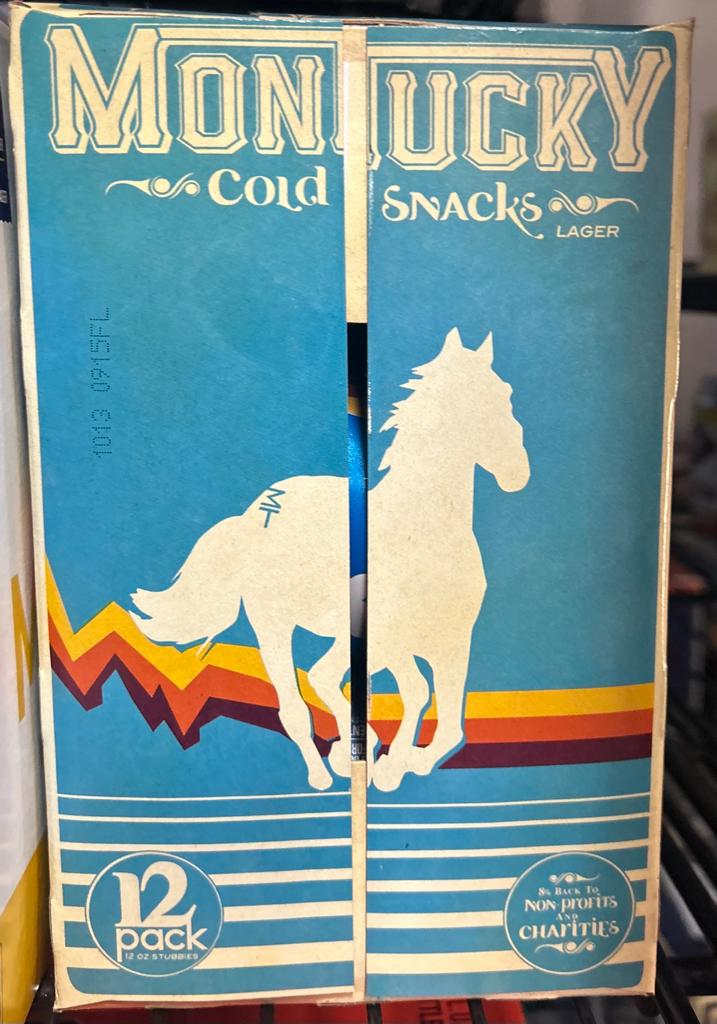 MONTUCKY
Cold Snacks
LAGER
1013 0915FL
MT
12
pack
12 OZ STUBBIES
8% Back To
Non-Profits
And
Charities